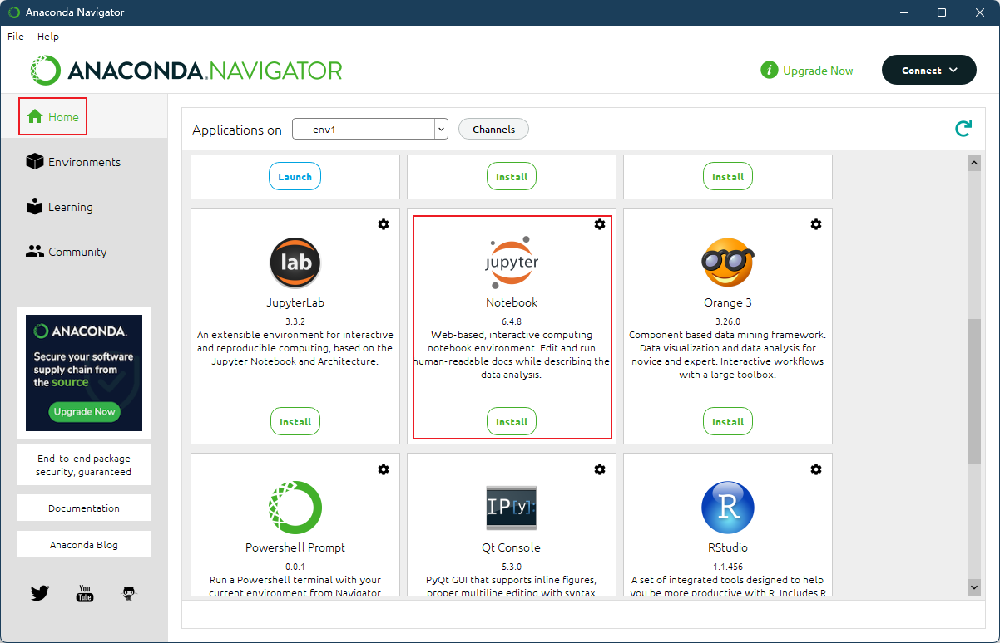 Anaconda Navigator
File Help
ANACONDA.NAVIGATOR
i Upgrade Now
Connect
Home
Environments
Learning
Community
ANACONDA.
Secure your software
supply chain from
the source
Upgrade Now
End-to-end package
security, guaranteed
Documentation
Anaconda Blog
You
Tube
Applications on env1 Channels
Launch
Install
Install
lab
JupyterLab
3.3.2
An extensible environment for interactive
and reproducible computing, based on the
Jupyter Notebook and Architecture.
Install
jupyter
Notebook
6.4.8
Web-based, interactive computing
notebook environment. Edit and run
human-readable docs while describing the
data analysis.
Install
Orange 3
3.26.0
Component based data mining framework.
Data visualization and data analysis for
novice and expert. Interactive workflows
with a large toolbox.
Install
Powershell Prompt
0.0.1
Run a Powershell terminal with your
current environment from Navigator
IP[y]:
Qt Console
5.3.0
PyQt GUI that supports inline figures,
proper multiline editing with syntax
R
RStudio
1.1.456
A set of integrated tools designed to help
you be more productive with R. Includes R